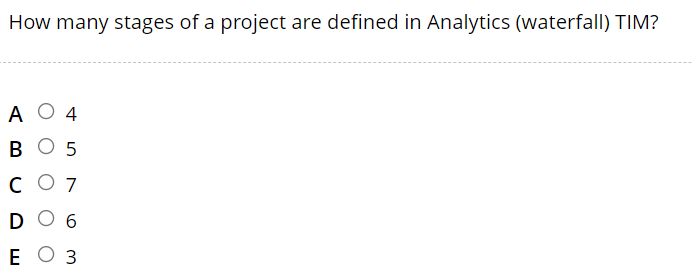 How many stages of a project are defined in Analytics (waterfall) TIM?
A 4
B 5
C 7
D 6
E 3